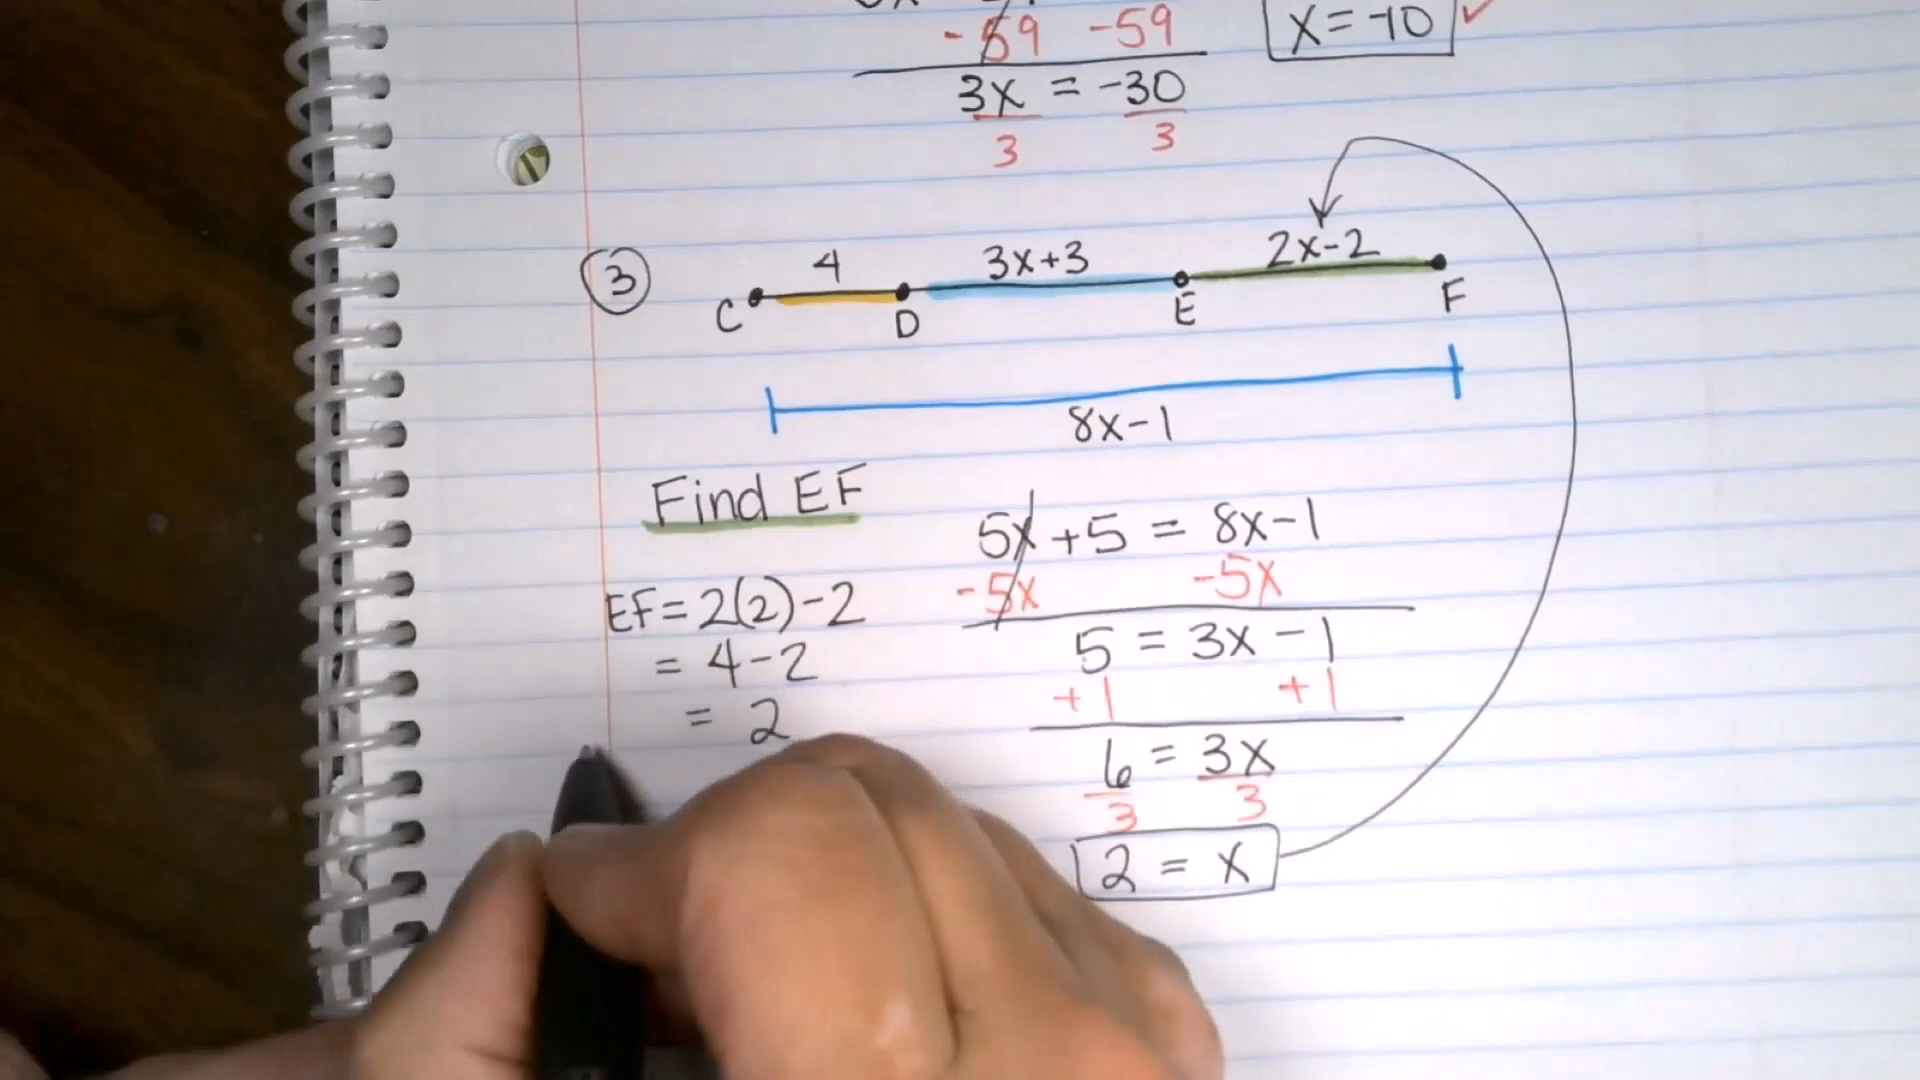 -59 -59
x=-10 ✓
3x = -30
3 3
3
4 3x+3 2x-2
C D E F
8x-1
Find EF
5x+5 = 8x-1
-5x -5x
5 = 3x-1
+1 +1
6 = 3x
3 3
2 = x
EF=2(2)-2
= 4-2
= 2